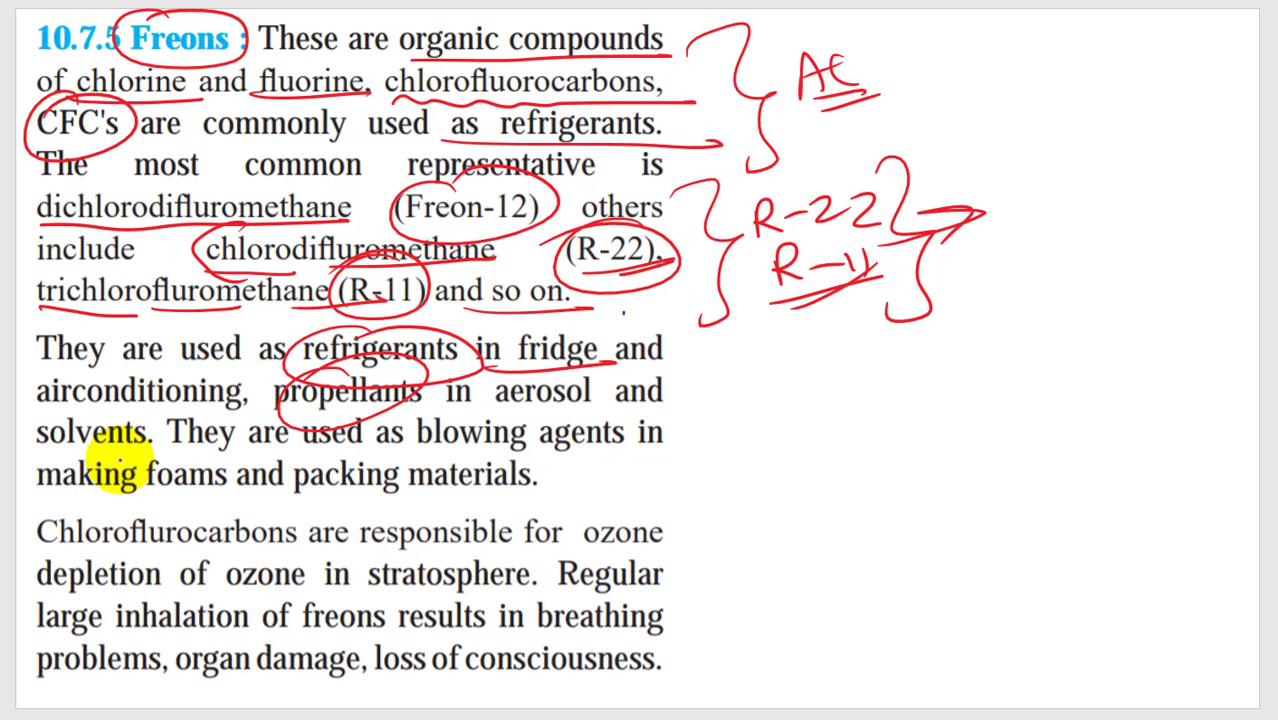 10.7.5 Freons : These are organic compounds
of chlorine and fluorine, chlorofluorocarbons,
CFC's are commonly used as refrigerants.
The most common representative is
dichlorodifluromethane (Freon-12) others
include chlorodifluromethane (R-22),
trichlorofluromethane (R-11) and so on.
They are used as refrigerants in fridge and
airconditioning, propellants in aerosol and
solvents. They are used as blowing agents in
making foams and packing materials.
Chloroflurocarbons are responsible for ozone
depletion of ozone in stratosphere. Regular
large inhalation of freons results in breathing
problems, organ damage, loss of consciousness.
AC
R-22
R-11